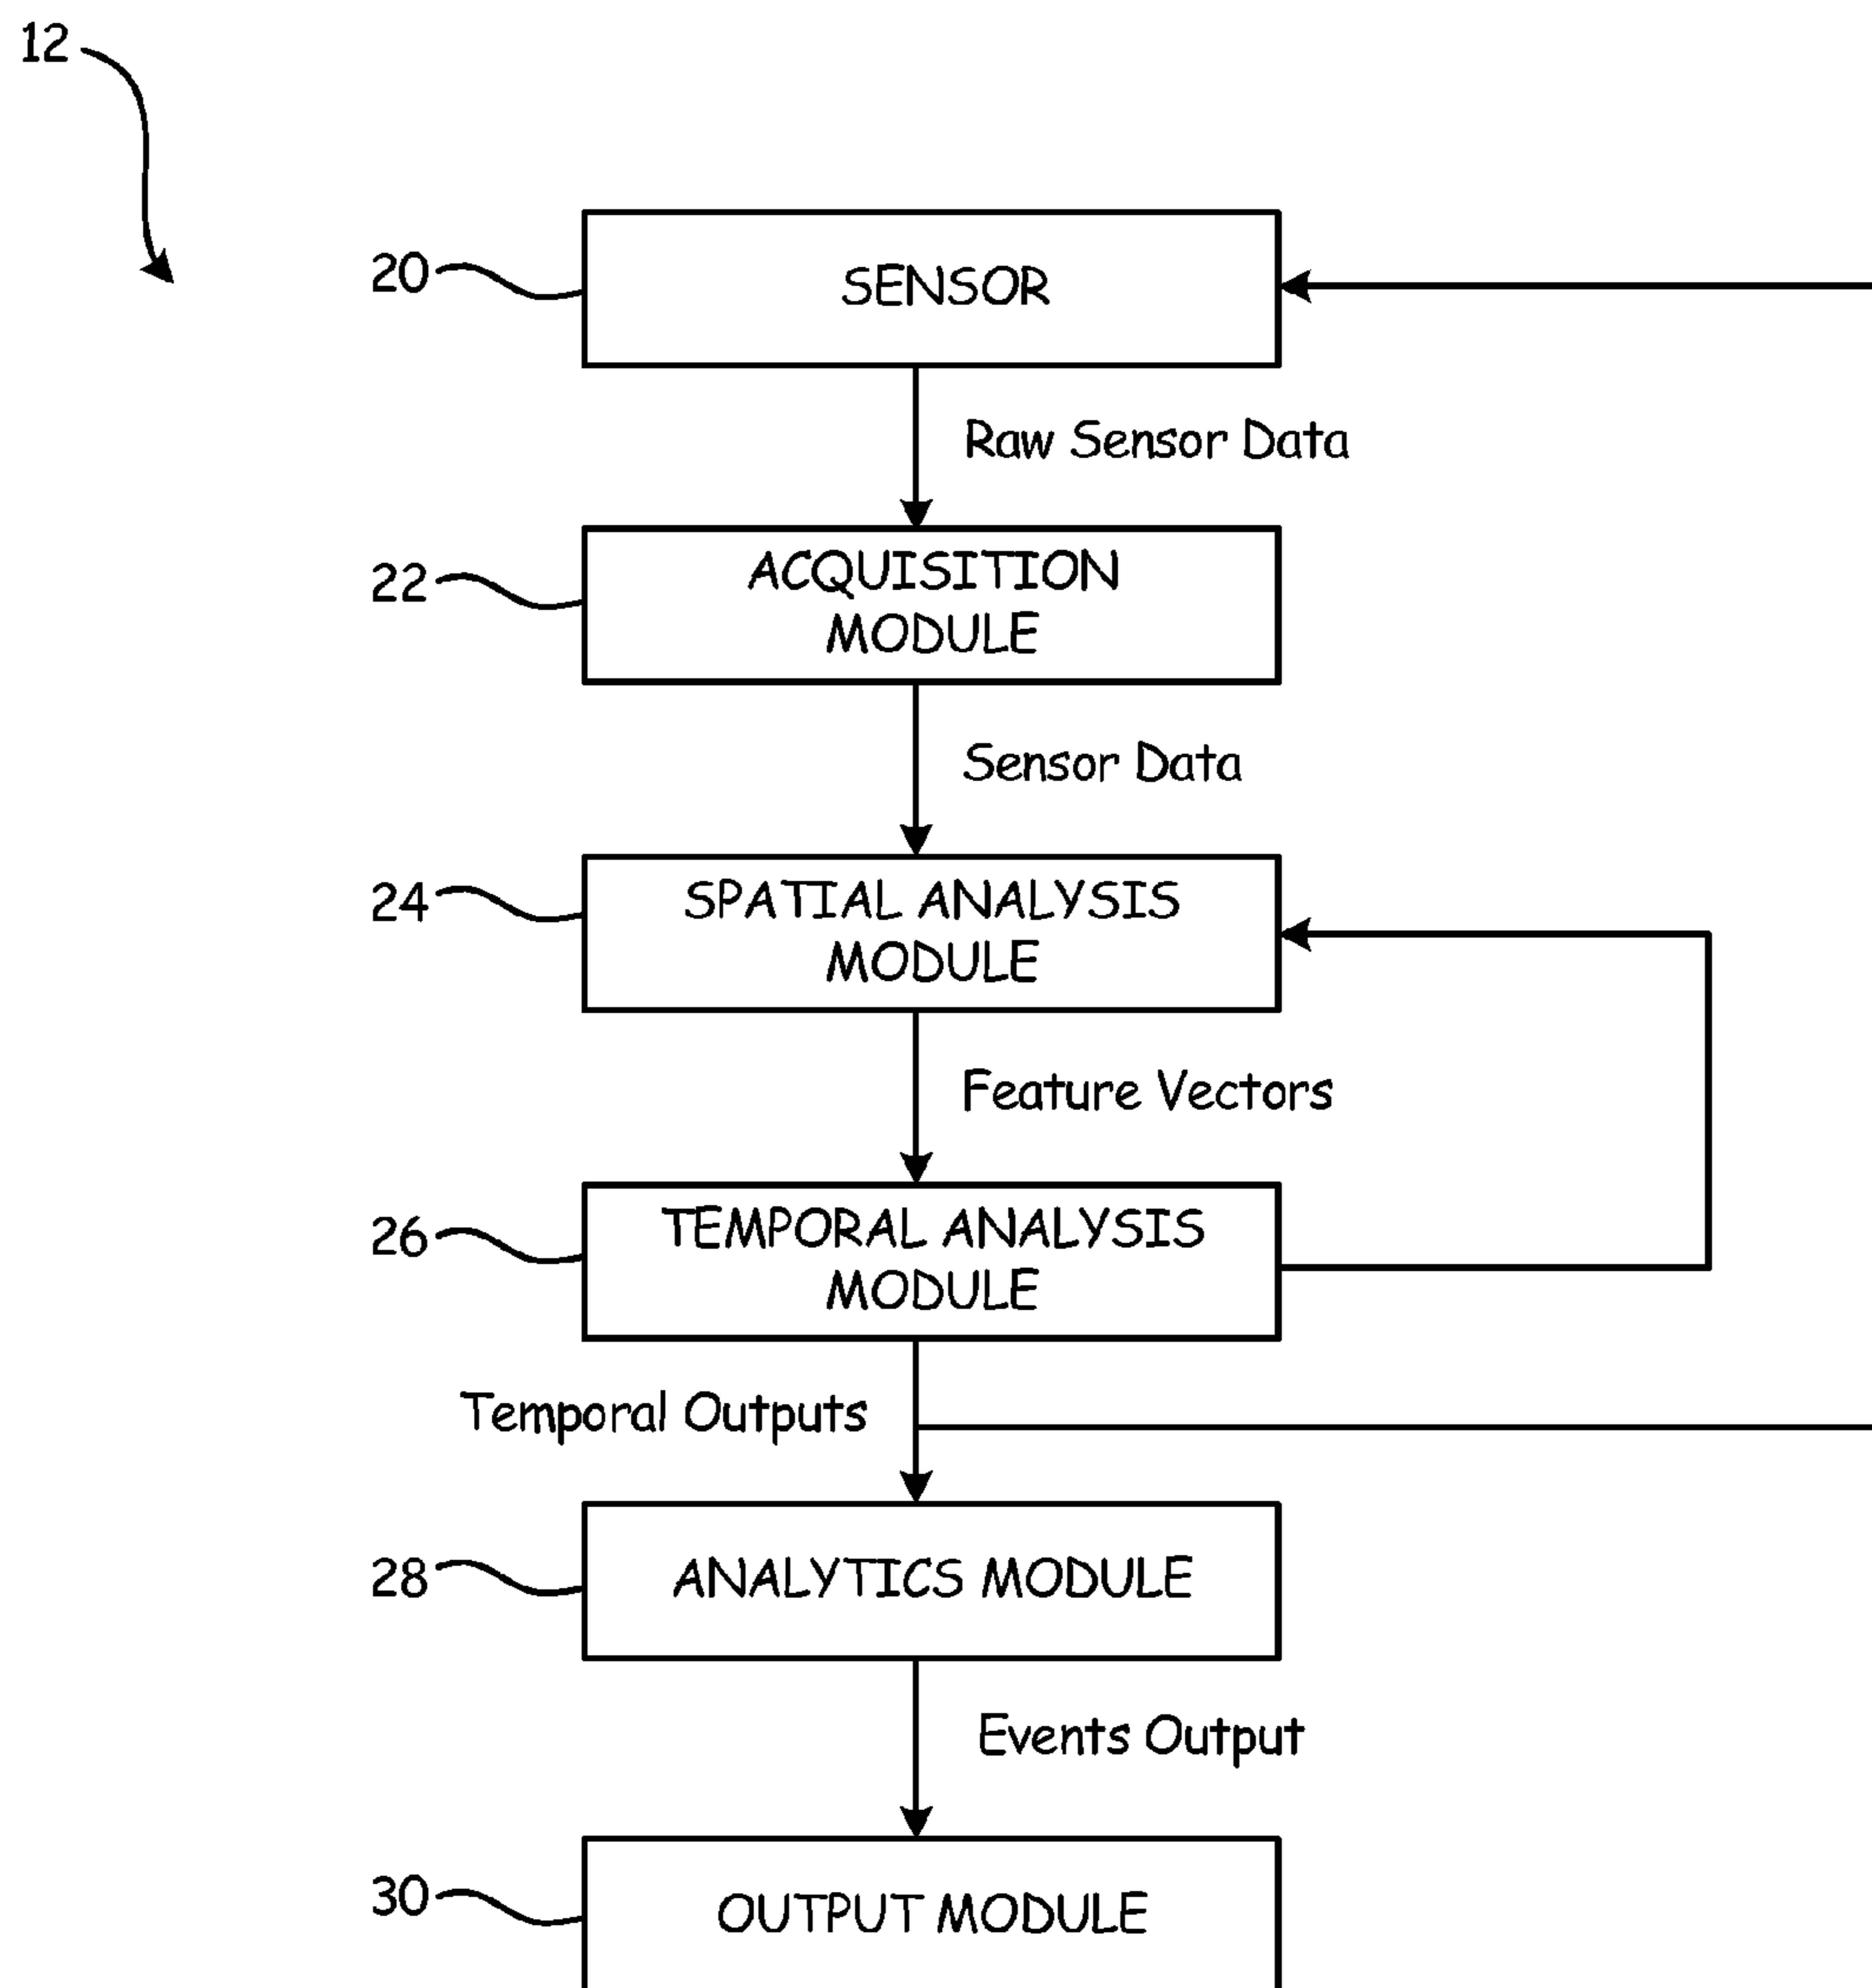 12
20
SENSOR
Raw Sensor Data
22
ACQUISITION
MODULE
Sensor Data
24
SPATIAL ANALYSIS
MODULE
Feature Vectors
26
TEMPORAL ANALYSIS
MODULE
Temporal Outputs
28
ANALYTICS MODULE
Events Output
30
OUTPUT MODULE